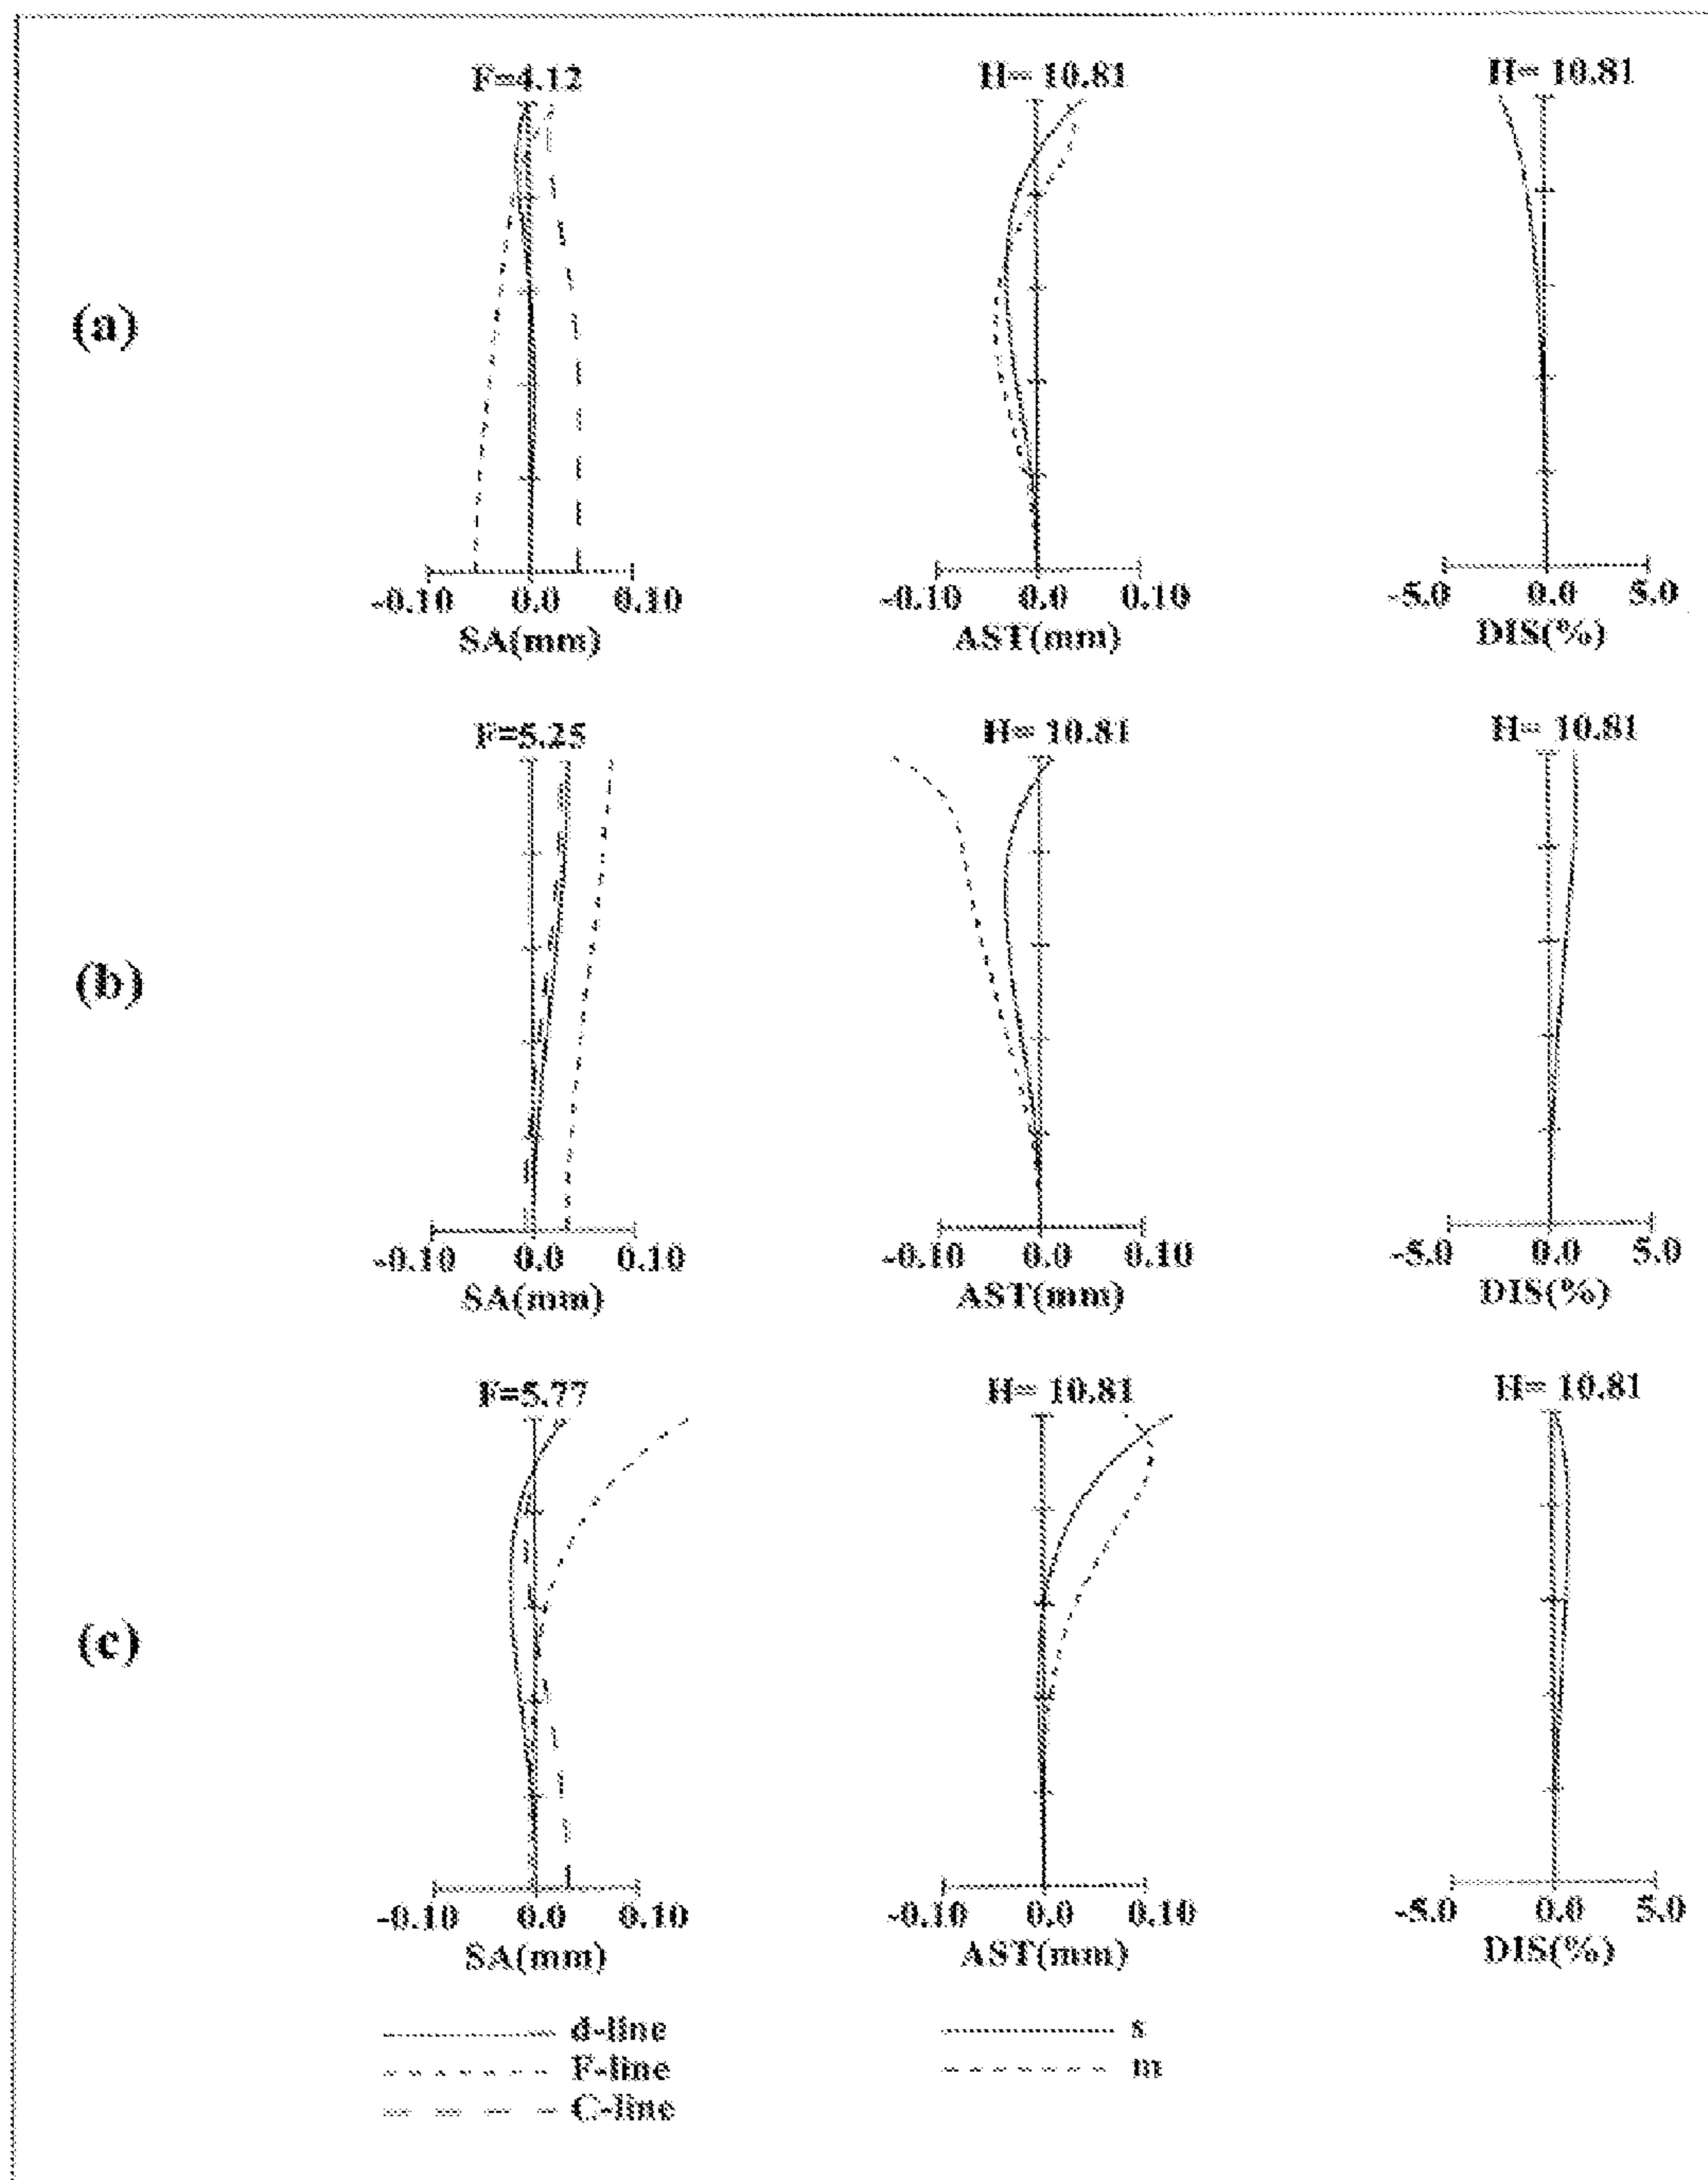 F=4.12 H= 10.81 H= 10.81
(a)
-0.10 0.0 0.10 -0.10 0.0 0.10 -5.0 0.0 5.0
SA(mm) AST(mm) DIS(%)
F=5.25 H= 10.81 H= 10.81
(b)
-0.10 0.0 0.10 -0.10 0.0 0.10 -5.0 0.0 5.0
SA(mm) AST(mm) DIS(%)
F=5.77 H= 10.81 H= 10.81
(c)
-0.10 0.0 0.10 -0.10 0.0 0.10 -5.0 0.0 5.0
SA(mm) AST(mm) DIS(%)
d-line s
F-line m
C-line